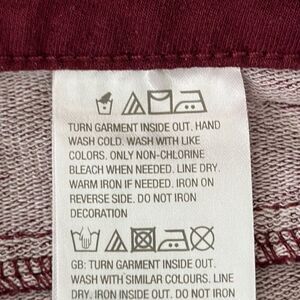 TURN GARMENT INSIDE OUT. HAND
WASH COLD. WASH WITH LIKE
COLORS. ONLY NON-CHLORINE
BLEACH WHEN NEEDED. LINE DRY.
WARM IRON IF NEEDED. IRON ON
REVERSE SIDE. DO NOT IRON
DECORATION
GB: TURN GARMENT INSIDE OUT.
WASH WITH SIMILAR COLOURS. LINE
DRY. IRON INSIDE OUT. DO NOT